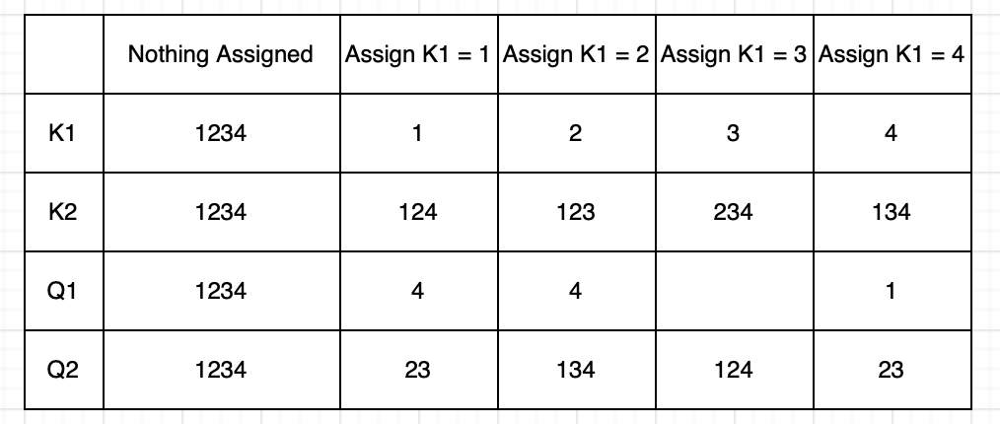 Nothing Assigned Assign K1 = 1 Assign K1 = 2 Assign K1 = 3 Assign K1 = 4
K1 1234 1 2 3 4
K2 1234 124 123 234 134
Q1 1234 4 4 1
Q2 1234 23 134 124 23